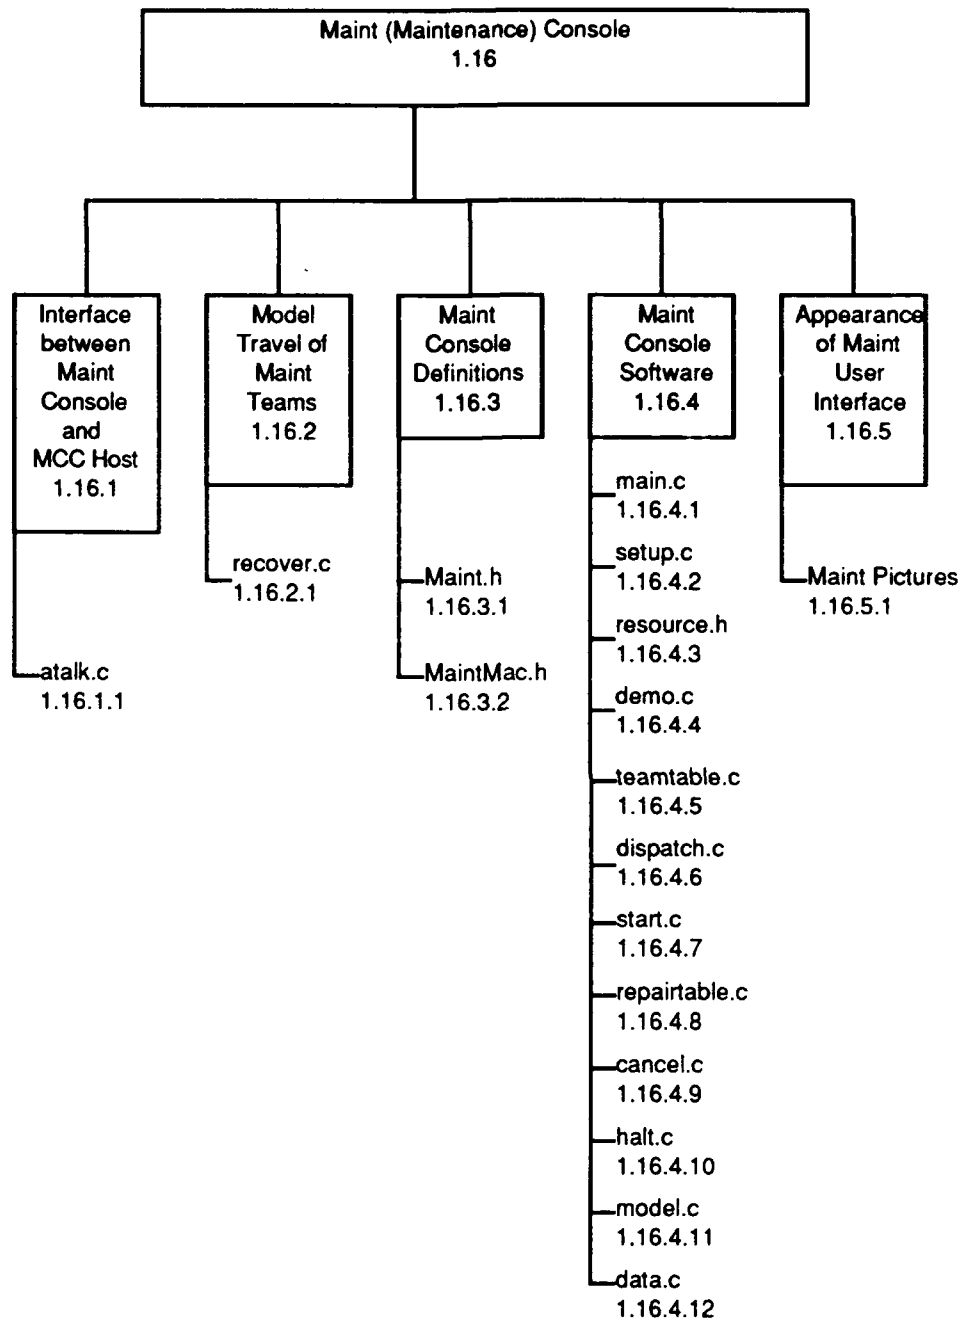 Maint (Maintenance) Console
1.16
Interface
between
Maint
Console
and
MCC Host
1.16.1
atalk.c
1.16.1.1
Model
Travel of
Maint
Teams
1.16.2
recover.c
1.16.2.1
Maint
Console
Definitions
1.16.3
Maint.h
1.16.3.1
MaintMac.h
1.16.3.2
Maint
Console
Software
1.16.4
main.c
1.16.4.1
setup.c
1.16.4.2
resource.h
1.16.4.3
demo.c
1.16.4.4
teamtable.c
1.16.4.5
dispatch.c
1.16.4.6
start.c
1.16.4.7
repairtable.c
1.16.4.8
cancel.c
1.16.4.9
halt.c
1.16.4.10
model.c
1.16.4.11
data.c
1.16.4.12
Appearance
of Maint
User
Interface
1.16.5
Maint Pictures
1.16.5.1